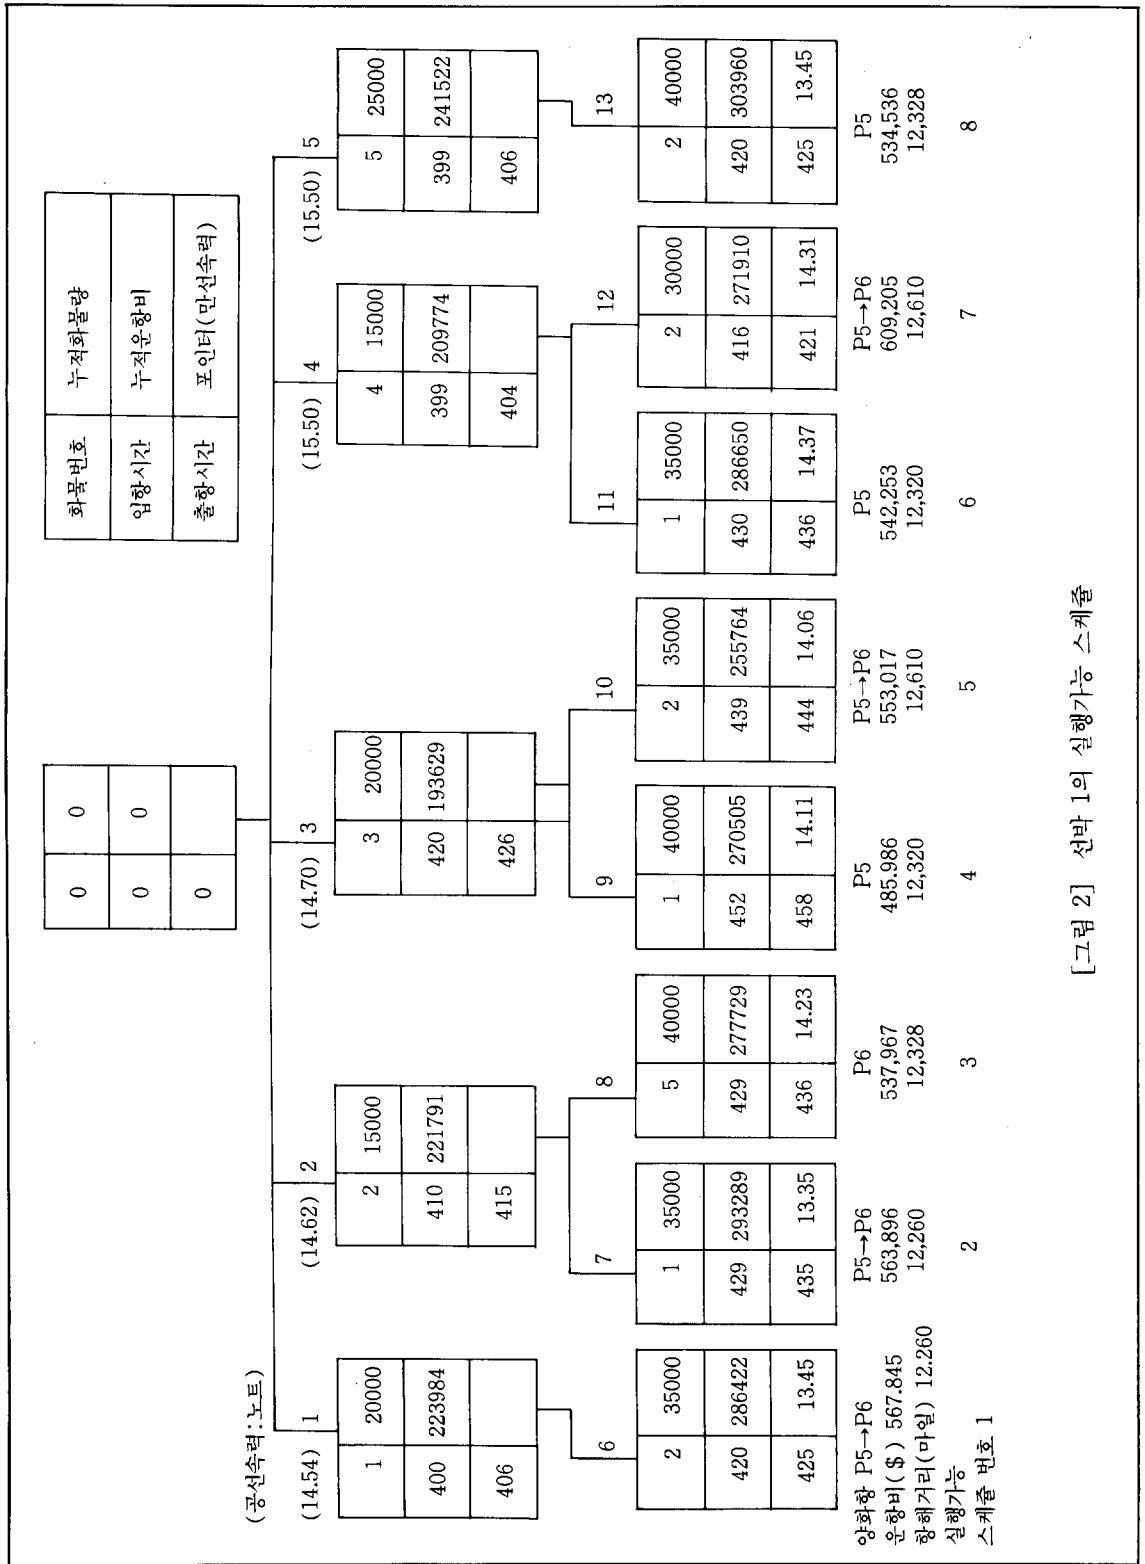 0 0
0 0
0
화물번호 누적화물량
입항시간 누적운항비
출항시간 포인터(만선속력)
(공선속력:노트)
(14.54) 1 (14.62) 2 (14.70) 3 (15.50) 4 (15.50) 5
1 20000 2 15000 3 20000 4 15000 5 25000
400 223984 410 221791 420 193629 399 209774 399 241522
406 415 426 404 406
6 7 8 9 10 11 12 13
2 35000 1 35000 5 40000 1 40000 2 35000 1 35000 2 30000 2 40000
420 286422 429 293289 429 277729 452 270505 439 255764 430 286650 416 271910 420 303960
425 13.45 435 13.35 436 14.23 458 14.11 444 14.06 436 14.37 421 14.31 425 13.45
양화항 P5→P6 P5→P6 P6 P5 P5→P6 P5 P5→P6 P5
운항비($) 567.845 563,896 537,967 485.986 553,017 542,253 609,205 534,536
항해거리(마일) 12.260 12,260 12,328 12,320 12,610 12,320 12,610 12,328
실행가능
스케줄 번호 1 2 3 4 5 6 7 8
[그림 2] 선박 1의 실행가능 스케줄